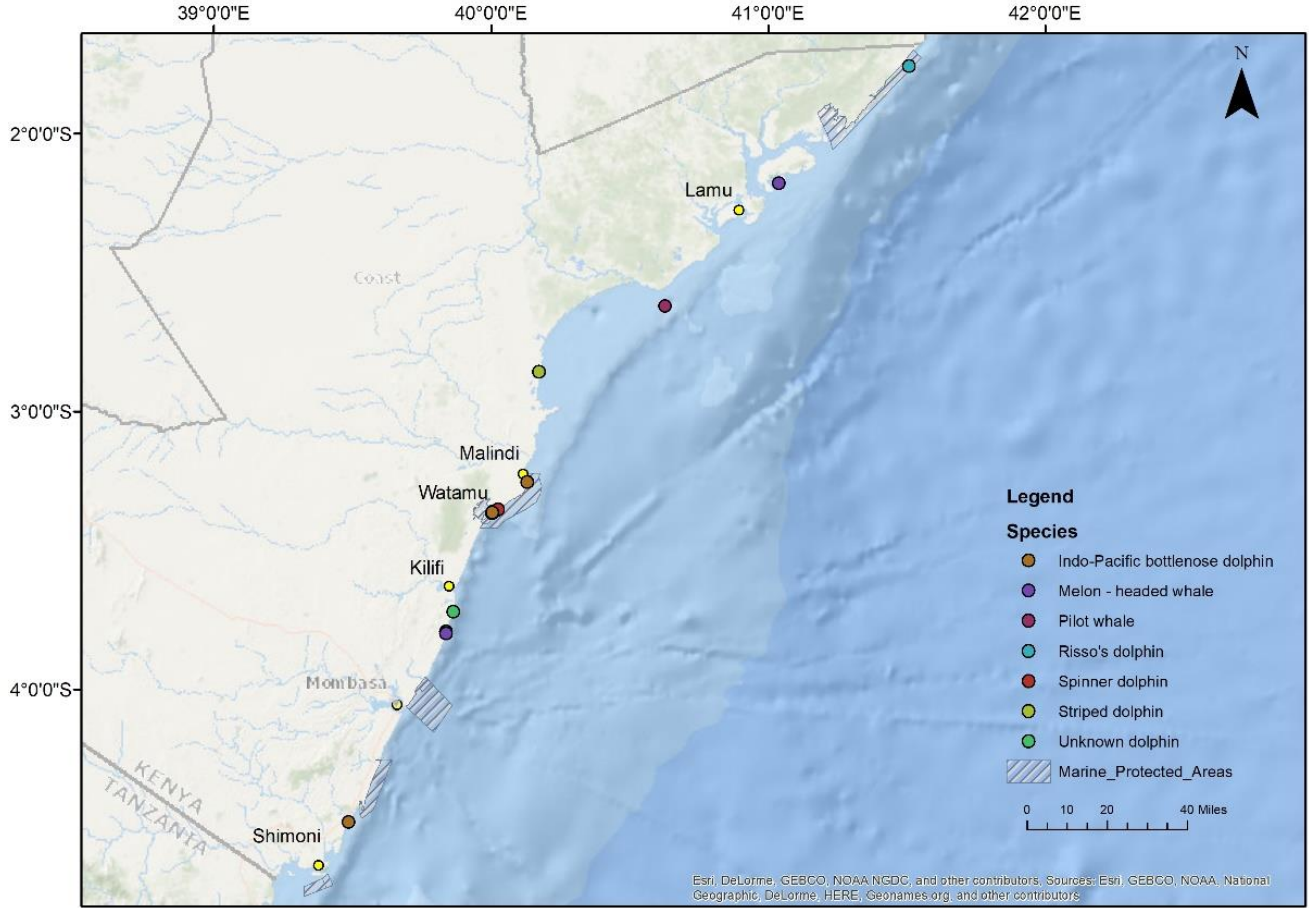 39°0'0"E
40°0'0"E
41°0'0"E
42°0'0"E
N
2°0'0"S
Lamu
Coast
3°0'0"S
Malindi
Watamu
Legend
Species
Indo-Pacific bottlenose dolphin
Kilifi
Melon - headed whale
Pilot whale
Risso's dolphin
4°0'0"S
Mombasa
Spinner dolphin
Striped dolphin
Unknown dolphin
KENYA
TANZANIA
Marine_Protected_Areas
0 10 20 40 Miles
Shimoni
Esri, DeLorme, GEBCO, NOAA NGDC, and other contributors, Sources: Esri, GEBCO, NOAA, National
Geographic, DeLorme, HERE, Geonames.org, and other contributors